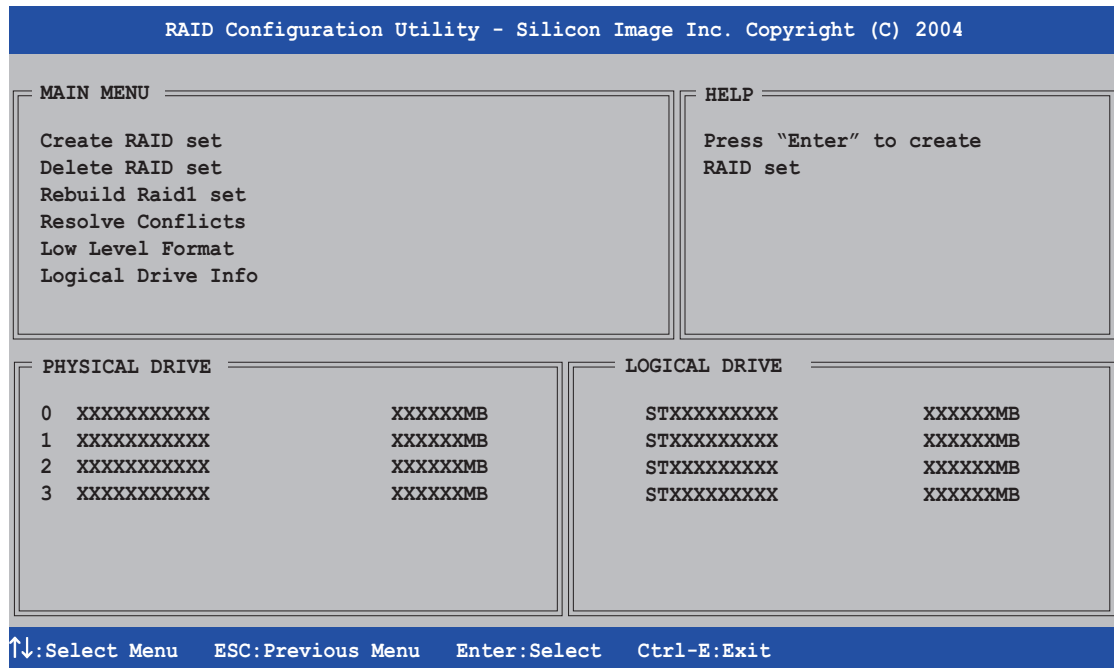 RAID Configuration Utility - Silicon Image Inc. Copyright (C) 2004
MAIN MENU
Create RAID set
Delete RAID set
Rebuild Raid1 set
Resolve Conflicts
Low Level Format
Logical Drive Info
HELP
Press “Enter” to create
RAID set
PHYSICAL DRIVE
0 XXXXXXXXXXX XXXXXXMB
1 XXXXXXXXXXX XXXXXXMB
2 XXXXXXXXXXX XXXXXXMB
3 XXXXXXXXXXX XXXXXXMB
LOGICAL DRIVE
STXXXXXXXXX XXXXXXMB
STXXXXXXXXX XXXXXXMB
STXXXXXXXXX XXXXXXMB
STXXXXXXXXX XXXXXXMB
↑↓:Select Menu ESC:Previous Menu Enter:Select Ctrl-E:Exit